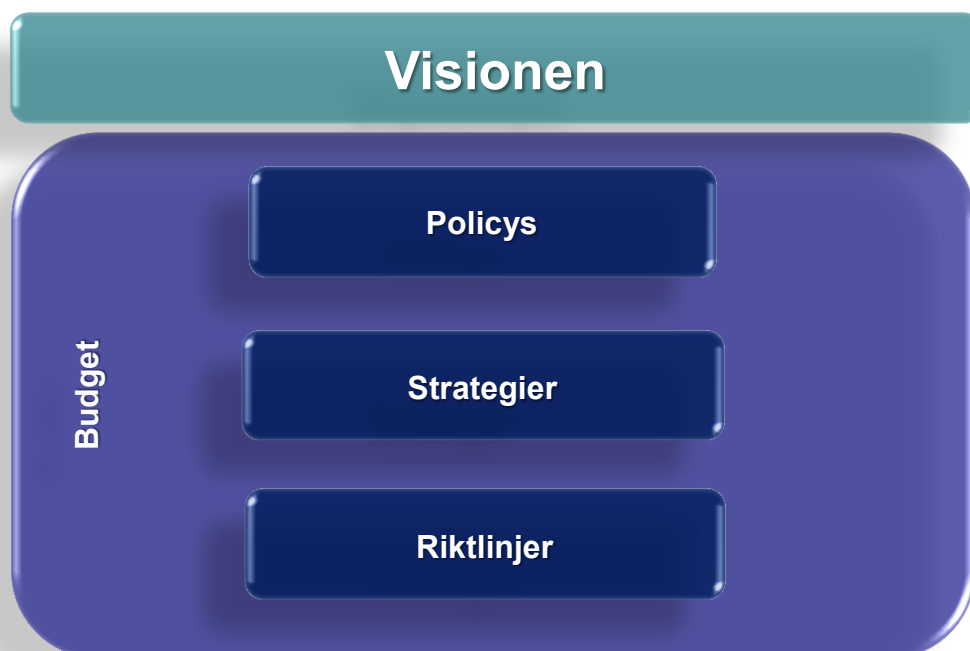 Visionen
Policys
Budget
Strategier
Riktlinjer